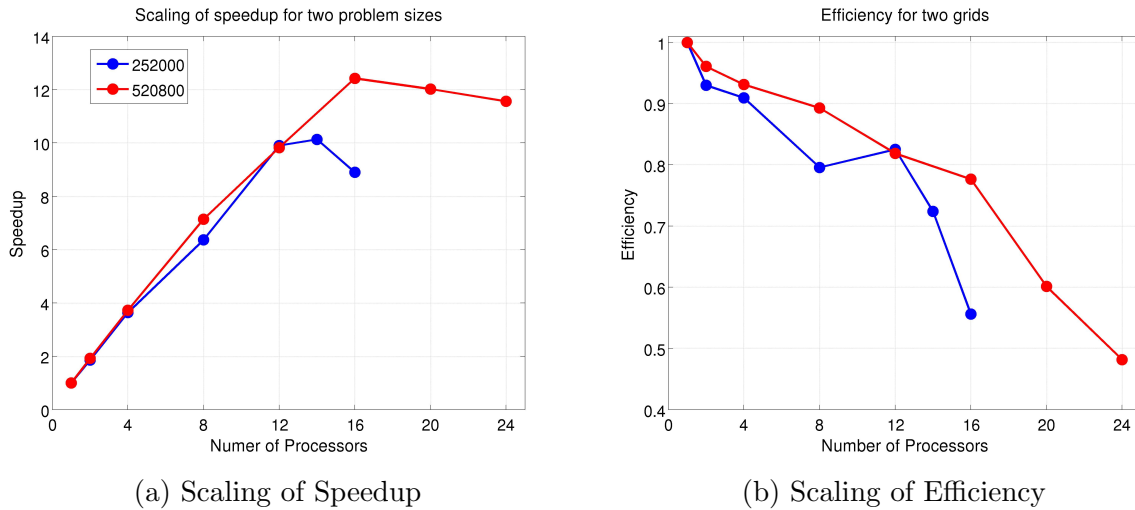 Scaling of speedup for two problem sizes
14
12
10
8
6
4
2
0
Speedup
252000
520800
0 4 8 12 16 20 24
Numer of Processors
(a) Scaling of Speedup
Efficiency for two grids
1
0.9
0.8
0.7
0.6
0.5
0.4
Efficiency
0 4 8 12 16 20 24
Number of Processors
(b) Scaling of Efficiency